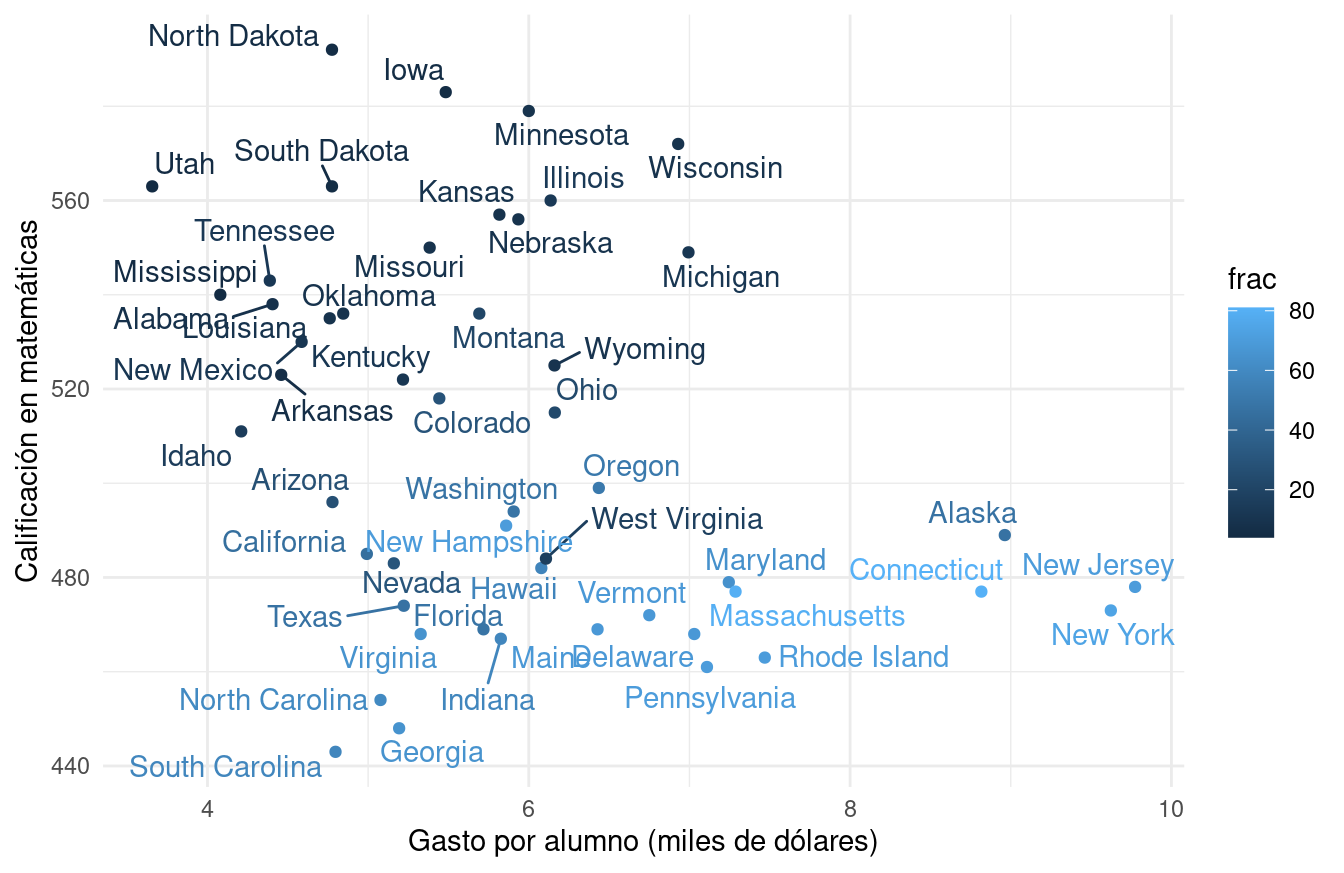 North Dakota
Iowa
Minnesota
South Dakota
Utah
Wisconsin
Illinois
Kansas
560
Tennessee
Nebraska
Missouri
Mississippi
Michigan
frac
Oklahoma
Alabama
Louisiana
80
Montana
Wyoming
Kentucky
New Mexico
60
520
Ohio
Arkansas
Colorado
40
Idaho
Oregon
Arizona
Washington
20
Alaska
West Virginia
California
New Hampshire
Maryland
Connecticut
New Jersey
480
Nevada
Hawaii
Vermont
Texas
Florida
Massachusetts
New York
Virginia
Maine
Delaware
Rhode Island
North Carolina
Indiana
Pennsylvania
Georgia
South Carolina
440
4
6
8
10
Gasto por alumno (miles de dólares)
Calificación en matemáticas